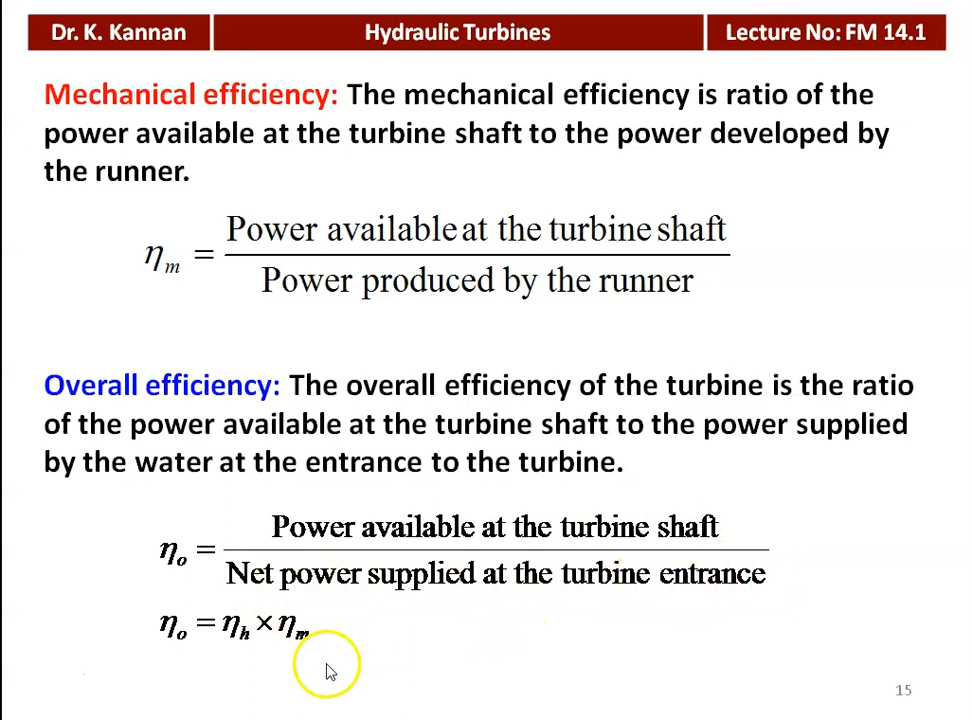 Dr. K. Kannan Hydraulic Turbines Lecture No: FM 14.1
Mechanical efficiency: The mechanical efficiency is ratio of the
power available at the turbine shaft to the power developed by
the runner.
Power available at the turbine shaft
ηm =
Power produced by the runner
Overall efficiency: The overall efficiency of the turbine is the ratio
of the power available at the turbine shaft to the power supplied
by the water at the entrance to the turbine.
Power available at the turbine shaft
ηo =
Net power supplied at the turbine entrance
ηo = ηh × ηm
15